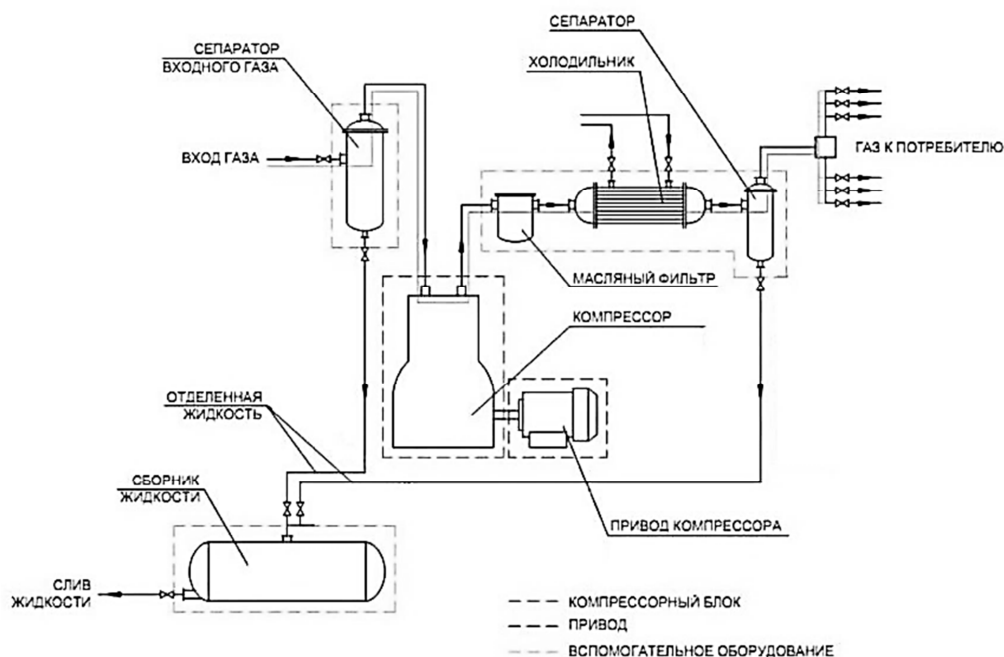 СЕПАРАТОР
ВХОДНОГО ГАЗА
СЕПАРАТОР
ХОЛОДИЛЬНИК
ВХОД ГАЗА
ГАЗ К ПОТРЕБИТЕЛЮ
МАСЛЯНЫЙ ФИЛЬТР
КОМПРЕССОР
ОТДЕЛЕННАЯ
ЖИДКОСТЬ
СБОРНИК
ЖИДКОСТИ
ПРИВОД КОМПРЕССОРА
СЛИВ
ЖИДКОСТИ
КОМПРЕССОРНЫЙ БЛОК
ПРИВОД
ВСПОМОГАТЕЛЬНОЕ ОБОРУДОВАНИЕ